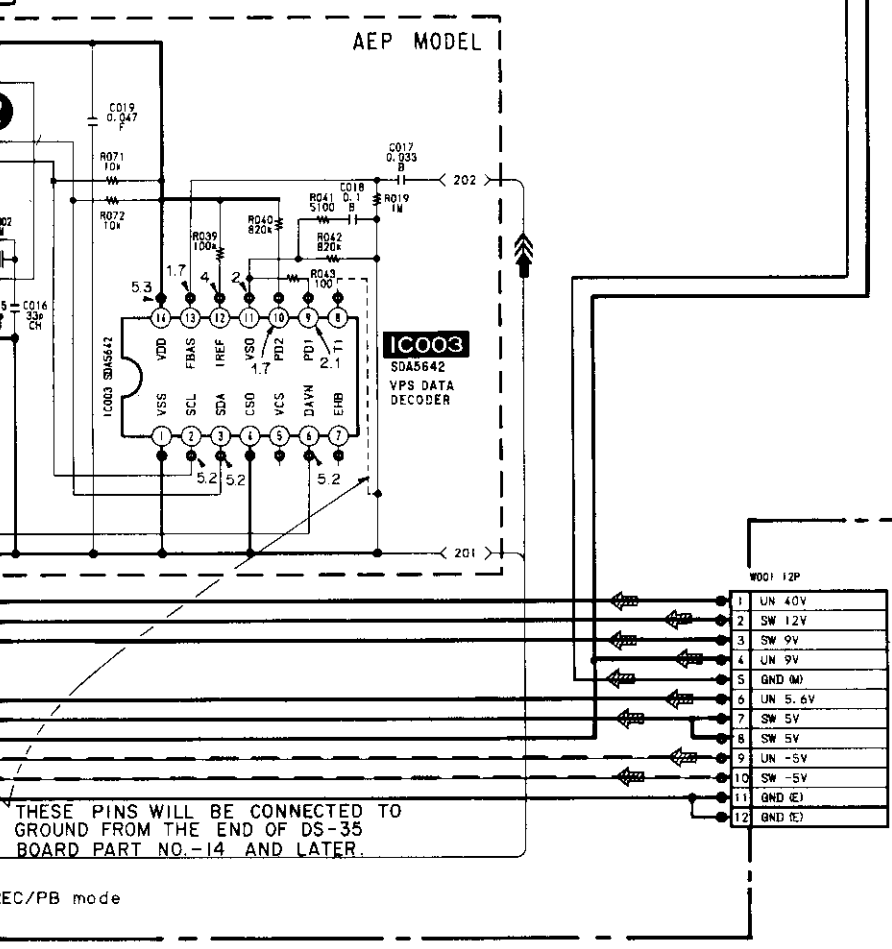 AEP MODEL
C019
0.047
F
R071
10k
R072
10k
C017
0.033
B
202
C018
0.1
B
R041
5100
R019
1M
R039
100k
R040
820k
R042
820k
R043
100
C016
33p
CH
5.3
1.7
4
2
14
13
12
11
10
9
8
VDD
FBAS
IREF
VSO
PD2
PD1
TI
1.7
2.1
IC003 SDA5642
IC003
SDA5642
VPS DATA
DECODER
VSS
SCL
SDA
CSO
VCS
DAVN
EHB
1
2
3
4
5
6
7
5.2
5.2
5.2
201
W001 12P
1 UN 40V
2 SW 12V
3 SW 9V
4 UN 9V
5 GND (M)
6 UN 5.6V
7 SW 5V
8 SW 5V
9 UN -5V
10 SW -5V
11 GND (E)
12 GND (E)
THESE PINS WILL BE CONNECTED TO
GROUND FROM THE END OF DS-35
BOARD PART NO.-14 AND LATER.
EC/PB mode